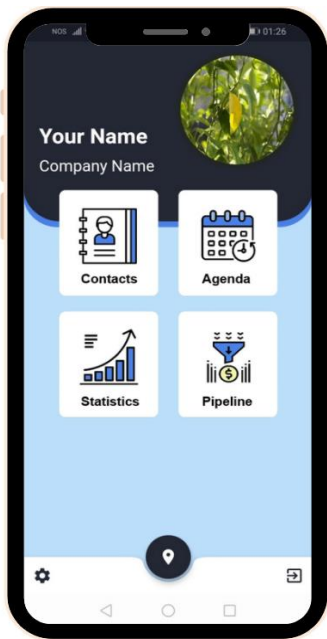 NOS
01:26
Your Name
Company Name
Contacts
Agenda
$
Statistics
Pipeline